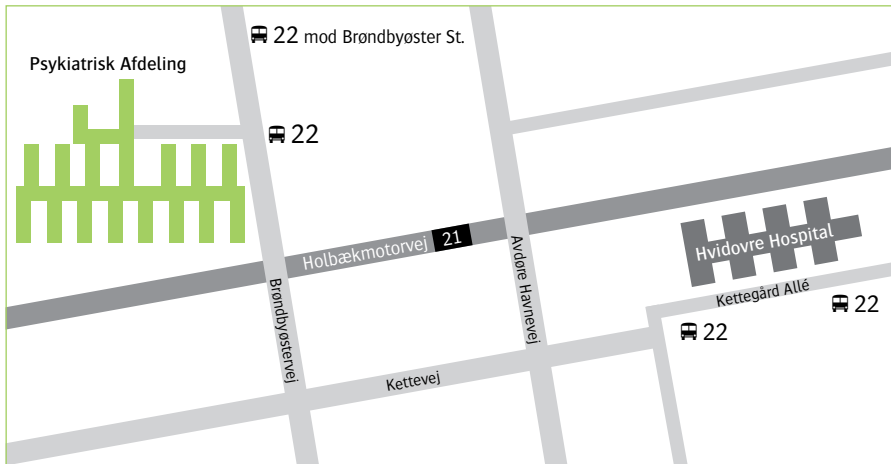 22 mod Brøndbyøster St.
Psykiatrisk Afdeling
22
Holbækmotorvej 21
Hvidovre Hospital
Avdøre Havnevej
Brøndbyøstervej
Kettegård Allé
22
22
Kettevej